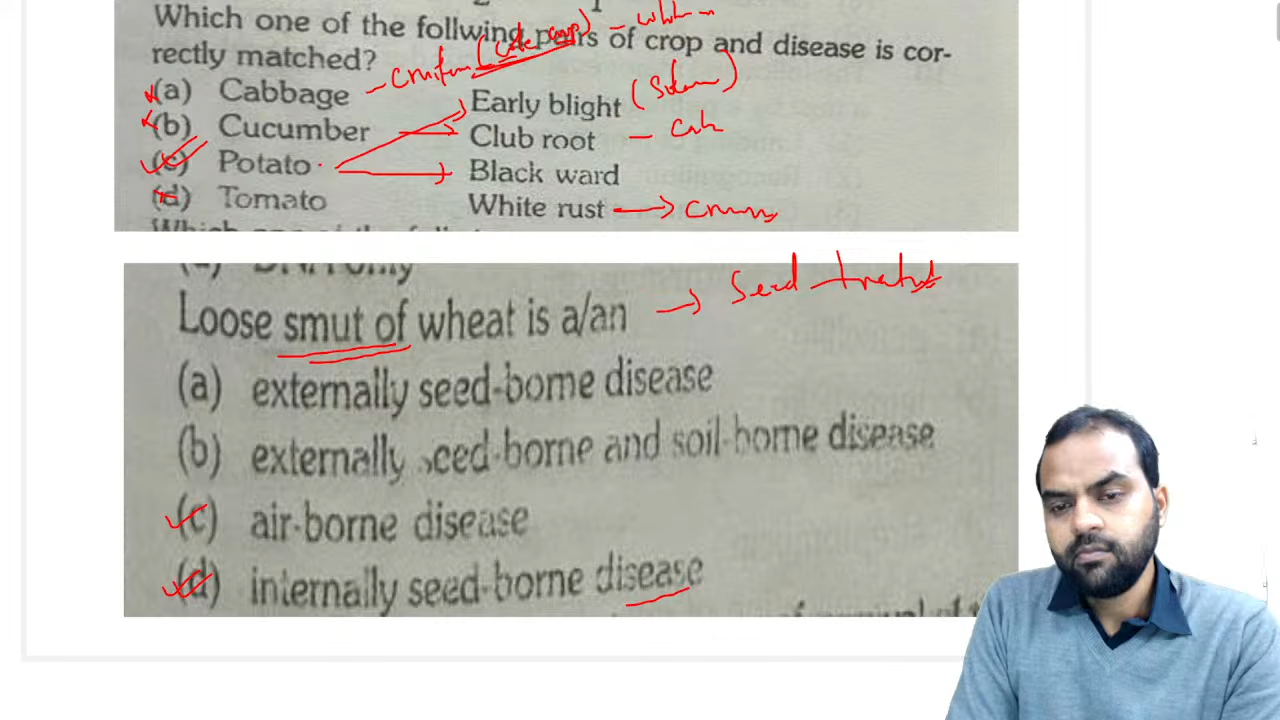 Which one of the follwing pairs of crop and disease is cor-
rectly matched?
(a) Cabbage Early blight
(b) Cucumber Club root
(c) Potato Black ward
(d) Tomato White rust
Loose smut of wheat is a/an → Seed
(a) externally seed-borne disease
(b) externally seed-borne and soil-borne disease
(c) air-borne disease
(d) internally seed-borne disease